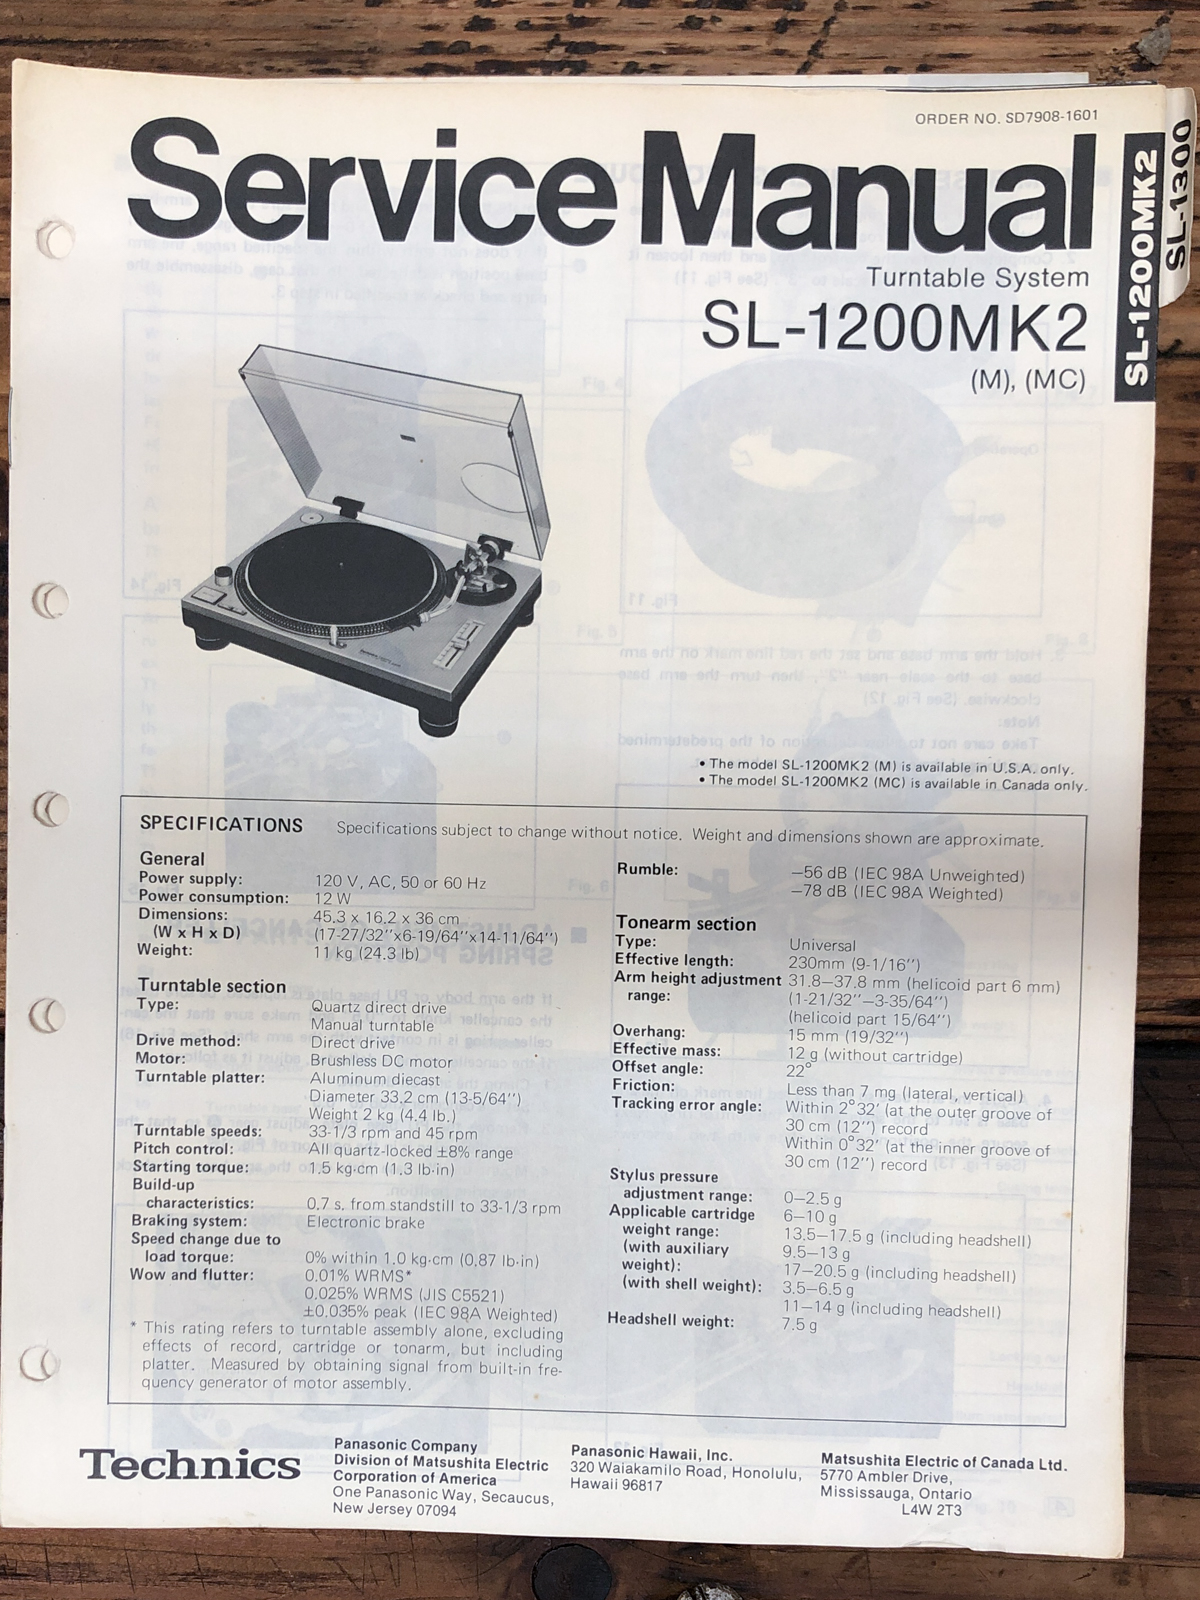 ORDER NO. SD7908-1601
Service Manual
SL-1200MK2
SL-1300
Turntable System
SL-1200MK2
(M), (MC)
• The model SL-1200MK2 (M) is available in U.S.A. only.
• The model SL-1200MK2 (MC) is available in Canada only.
SPECIFICATIONS Specifications subject to change without notice. Weight and dimensions shown are approximate.
General
Power supply: 120 V, AC, 50 or 60 Hz
Power consumption: 12 W
Dimensions: 45.3 x 16.2 x 36 cm
(W x H x D) (17-27/32″x6-19/64″x14-11/64″)
Weight: 11 kg (24.3 lb)
Turntable section
Type: Quartz direct drive
Manual turntable
Drive method: Direct drive
Motor: Brushless DC motor
Turntable platter: Aluminum diecast
Diameter 33.2 cm (13-5/64″)
Weight 2 kg (4.4 lb.)
Turntable speeds: 33-1/3 rpm and 45 rpm
Pitch control: All quartz-locked ±8% range
Starting torque: 1.5 kg·cm (1.3 lb·in)
Build-up
characteristics: 0.7 s. from standstill to 33-1/3 rpm
Braking system: Electronic brake
Speed change due to
load torque: 0% within 1.0 kg·cm (0.87 lb·in)
Wow and flutter: 0.01% WRMS*
0.025% WRMS (JIS C5521)
±0.035% peak (IEC 98A Weighted)
* This rating refers to turntable assembly alone, excluding
effects of record, cartridge or tonarm, but including
platter. Measured by obtaining signal from built-in fre-
quency generator of motor assembly.
Rumble: −56 dB (IEC 98A Unweighted)
−78 dB (IEC 98A Weighted)
Tonearm section
Type: Universal
Effective length: 230mm (9-1/16″)
Arm height adjustment 31.8–37.8 mm (helicoid part 6 mm)
range: (1-21/32″–3-35/64″)
(helicoid part 15/64″)
Overhang: 15 mm (19/32″)
Effective mass: 12 g (without cartridge)
Offset angle: 22°
Friction: Less than 7 mg (lateral, vertical)
Tracking error angle: Within 2°32′ (at the outer groove of
30 cm (12″) record
Within 0°32′ (at the inner groove of
30 cm (12″) record
Stylus pressure
adjustment range: 0–2.5 g
Applicable cartridge 6–10 g
weight range: 13.5–17.5 g (including headshell)
(with auxiliary 9.5–13 g
weight): 17–20.5 g (including headshell)
(with shell weight): 3.5–6.5 g
11–14 g (including headshell)
Headshell weight: 7.5 g
Technics
Panasonic Company
Division of Matsushita Electric
Corporation of America
One Panasonic Way, Secaucus,
New Jersey 07094
Panasonic Hawaii, Inc.
320 Waiakamilo Road, Honolulu,
Hawaii 96817
Matsushita Electric of Canada Ltd.
5770 Ambler Drive,
Mississauga, Ontario
L4W 2T3